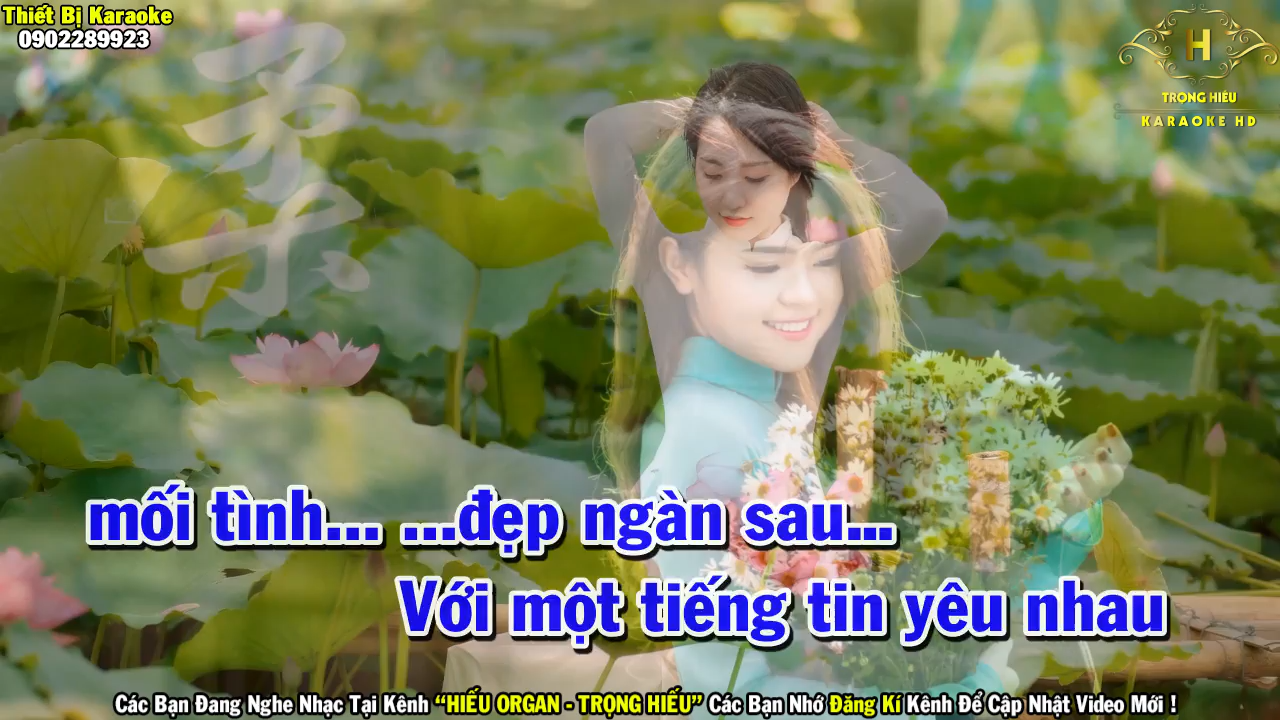 Thiết Bị Karaoke
0902289923
H
TRỌNG HIẾU
KARAOKE HD
柔
mối tình... ...đẹp ngàn sau...
Với một tiếng tin yêu nhau
Các Bạn Đang Nghe Nhạc Tại Kênh “HIẾU ORGAN - TRỌNG HIẾU” Các Bạn Nhớ Đăng Kí Kênh Để Cập Nhật Video Mới !